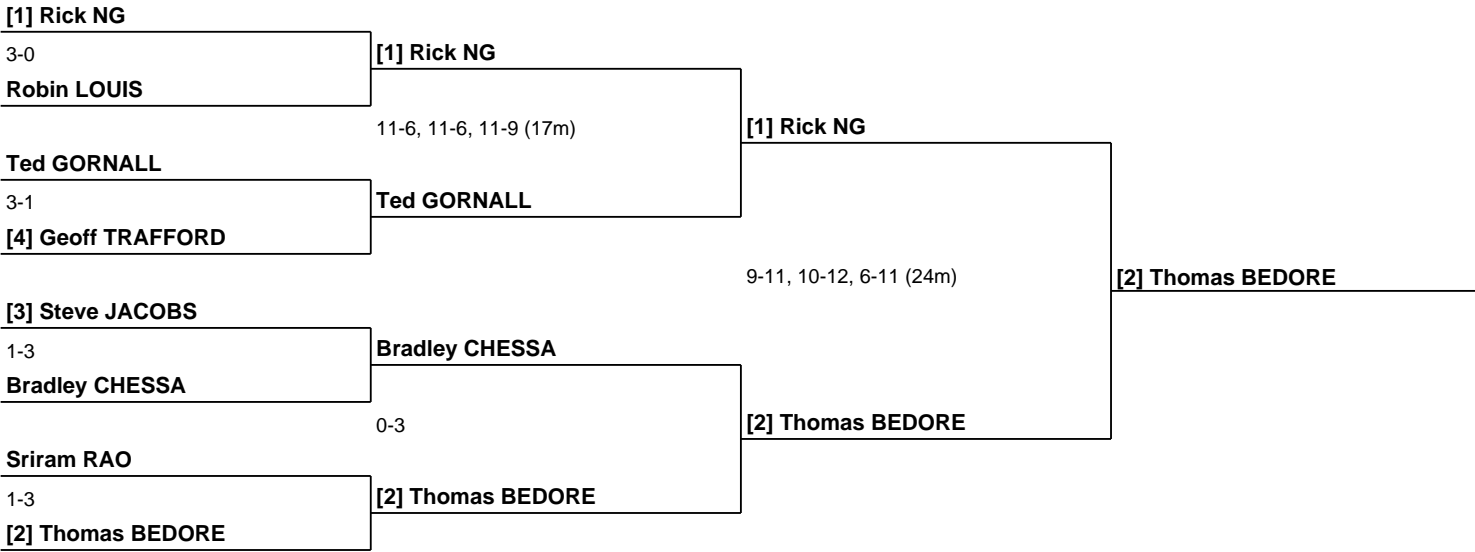 [1] Rick NG
3-0
[1] Rick NG
Robin LOUIS
11-6, 11-6, 11-9 (17m)
[1] Rick NG
Ted GORNALL
3-1
Ted GORNALL
[4] Geoff TRAFFORD
9-11, 10-12, 6-11 (24m)
[2] Thomas BEDORE
[3] Steve JACOBS
1-3
Bradley CHESSA
Bradley CHESSA
0-3
[2] Thomas BEDORE
Sriram RAO
1-3
[2] Thomas BEDORE
[2] Thomas BEDORE